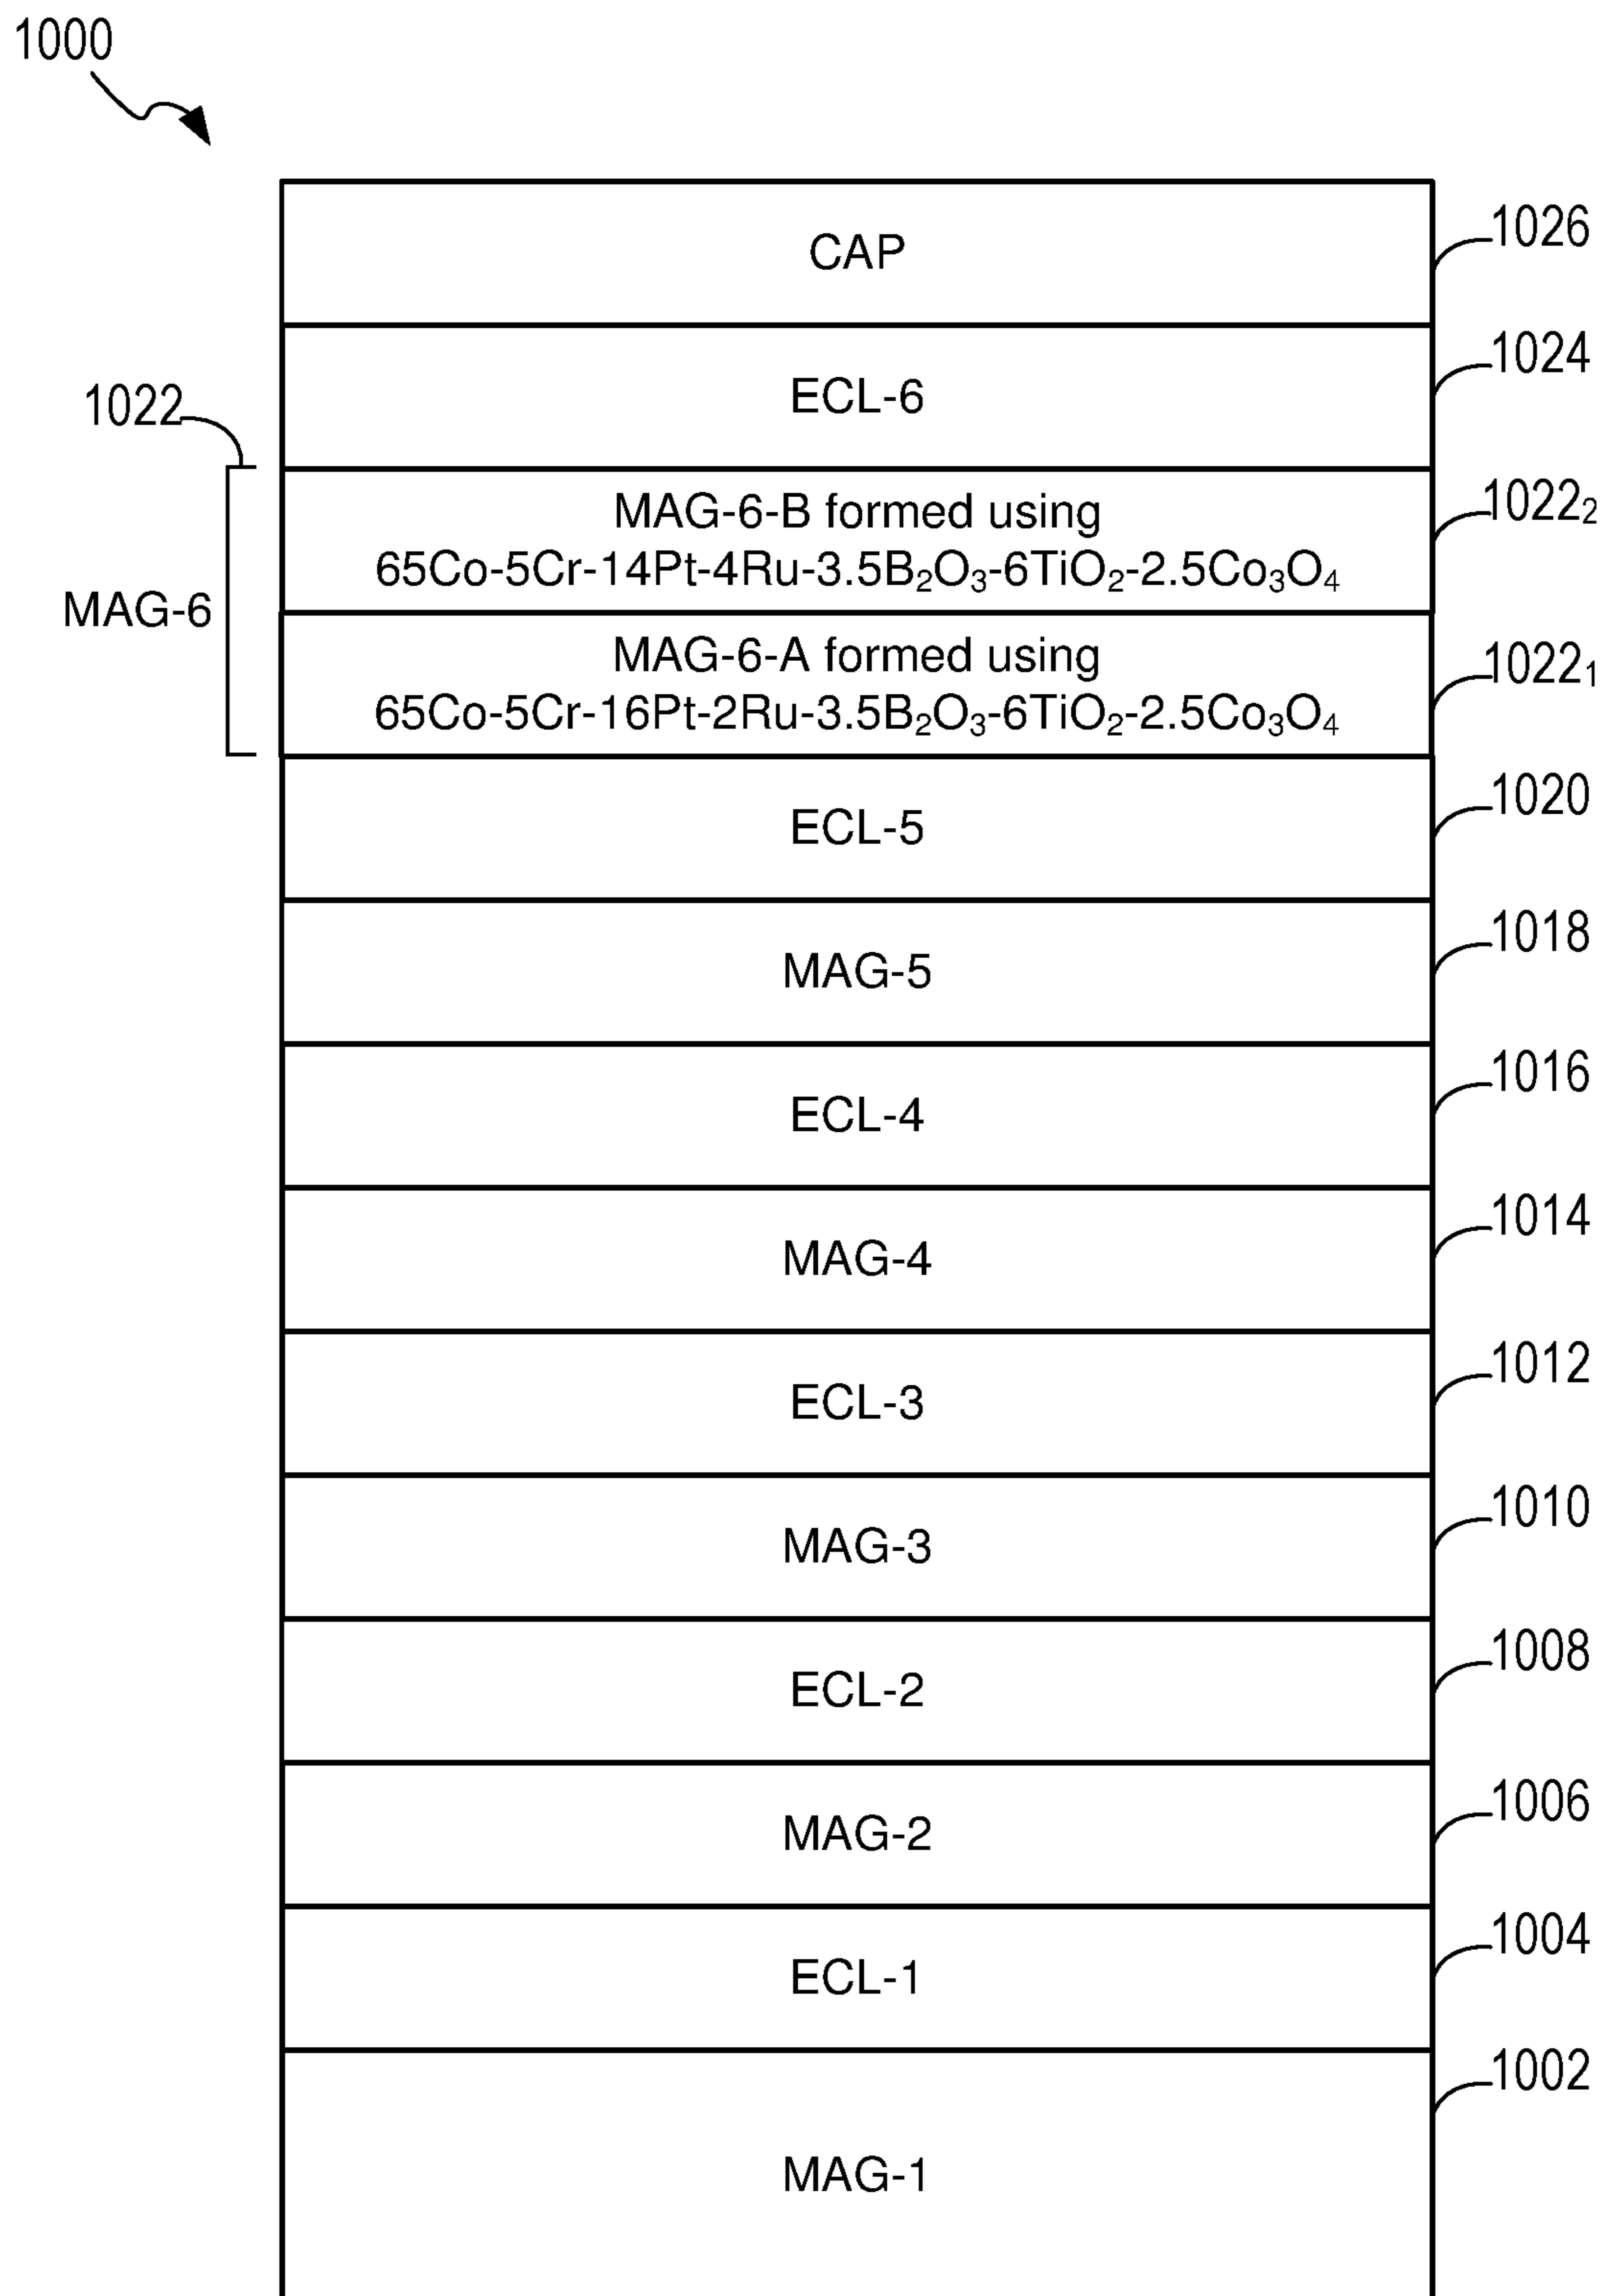 1000
CAP
1026
ECL-6
1024
1022
MAG-6
MAG-6-B formed using
65Co-5Cr-14Pt-4Ru-3.5B₂O₃-6TiO₂-2.5Co₃O₄
1022₂
MAG-6-A formed using
65Co-5Cr-16Pt-2Ru-3.5B₂O₃-6TiO₂-2.5Co₃O₄
1022₁
ECL-5
1020
MAG-5
1018
ECL-4
1016
MAG-4
1014
ECL-3
1012
MAG-3
1010
ECL-2
1008
MAG-2
1006
ECL-1
1004
MAG-1
1002